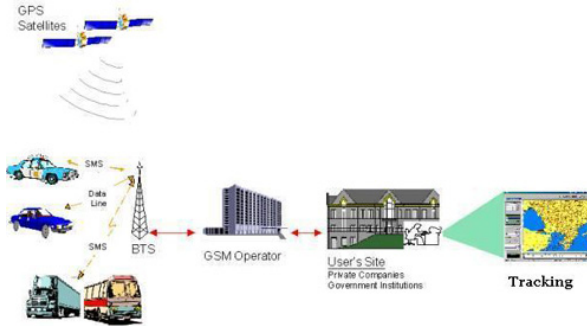 GPS
Satellites
SMS
Data
Line
SMS
BTS
GSM Operator
User's Site
Private Companies
Government Institutions
Tracking